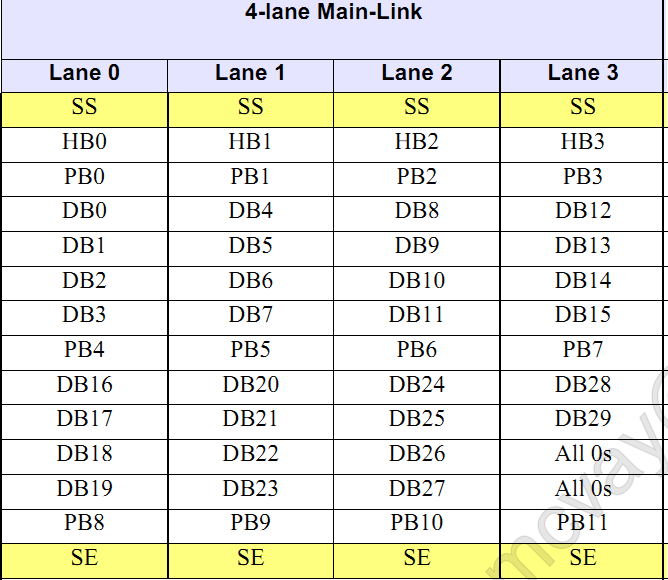 4-lane Main-Link
Lane 0 Lane 1 Lane 2 Lane 3
SS SS SS SS
HB0 HB1 HB2 HB3
PB0 PB1 PB2 PB3
DB0 DB4 DB8 DB12
DB1 DB5 DB9 DB13
DB2 DB6 DB10 DB14
DB3 DB7 DB11 DB15
PB4 PB5 PB6 PB7
DB16 DB20 DB24 DB28
DB17 DB21 DB25 DB29
DB18 DB22 DB26 All 0s
DB19 DB23 DB27 All 0s
PB8 PB9 PB10 PB11
SE SE SE SE